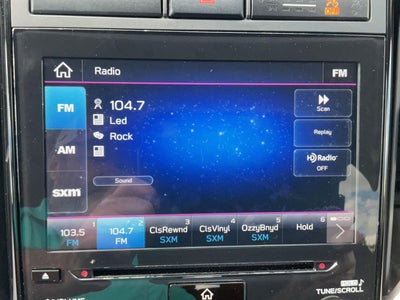 Radio FM
FM
104.7
Scan
Led
AM
Rock
Replay
HD Radio
OFF
sxm
Sound
1 2 3 4 5 6
103.5 104.7 ClsRewnd ClsVinyl OzzyBnyd Hold
FM FM SXM SXM SXM
TUNE/SCROLL